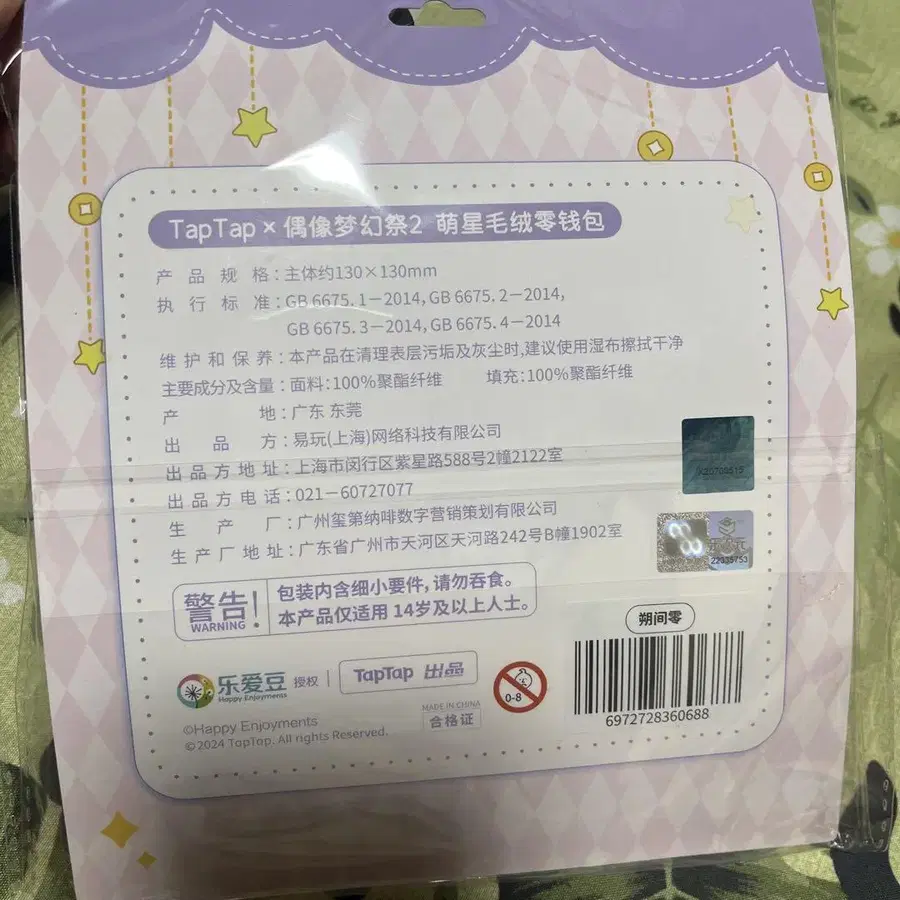 TapTap × 偶像梦幻祭2 萌星毛绒零钱包
产品规格：主体约130×130mm
执行标准：GB 6675.1－2014,GB 6675.2－2014,
GB 6675.3－2014,GB 6675.4－2014
维护和保养：本产品在清理表层污垢及灰尘时,建议使用湿布擦拭干净
主要成分及含量：面料:100%聚酯纤维 填充:100%聚酯纤维
产地：广东 东莞
出品方：易玩(上海)网络科技有限公司
出品方地址：上海市闵行区紫星路588号2幢2122室
出品方电话：021－60727077
生产厂：广州玺第纳啡数字营销策划有限公司
生产厂地址：广东省广州市天河区天河路242号B幢1902室
警告! WARNING
包装内含细小要件,请勿吞食。
本产品仅适用 14岁及以上人士。
乐爱豆 授权
Happy Enjoyments
TapTap 出品
MADE IN CHINA
合格证
0-8
朔间零
6972728360688
©Happy Enjoyments
©2024 TapTap. All rights Reserved.
22335753